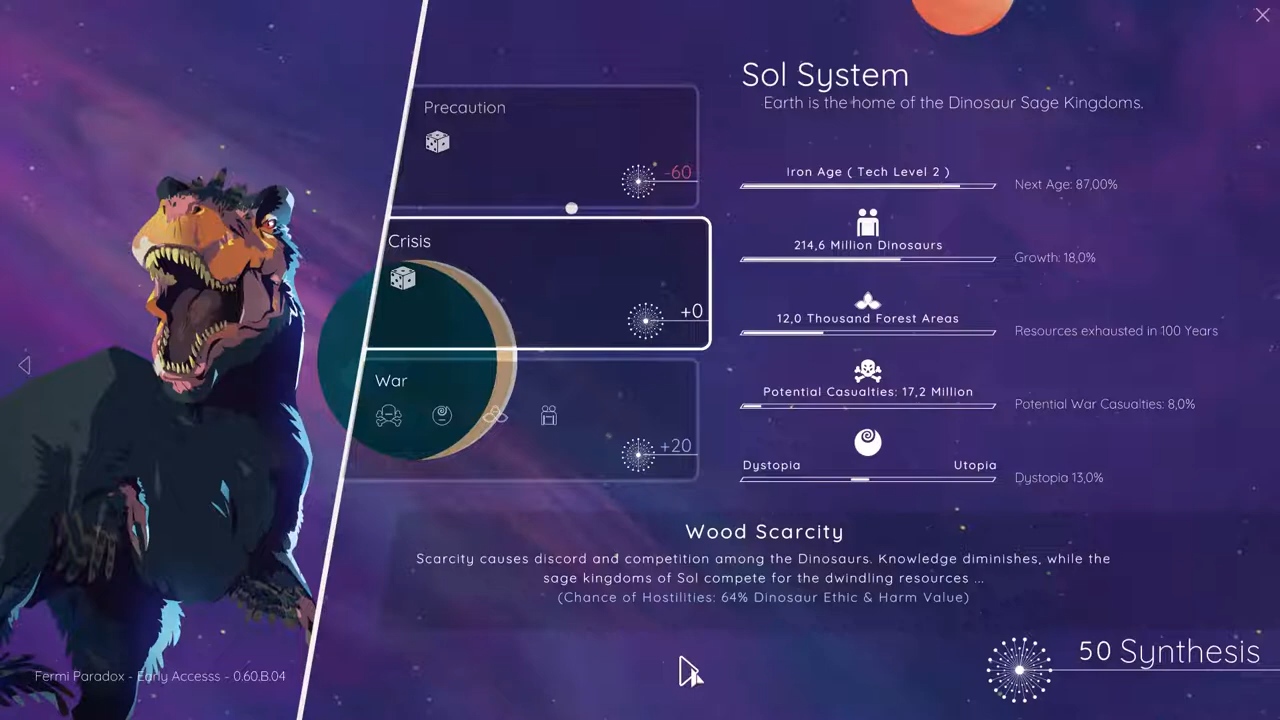 Sol System
Earth is the home of the Dinosaur Sage Kingdoms.
Precaution
-60
Crisis
+0
War
+20
Iron Age ( Tech Level 2 )
Next Age: 87,00%
214,6 Million Dinosaurs
Growth: 18,0%
12,0 Thousand Forest Areas
Resources exhausted in 100 Years
Potential Casualties: 17,2 Million
Potential War Casualties: 8,0%
Dystopia
Utopia
Dystopia 13,0%
Wood Scarcity
Scarcity causes discord and competition among the Dinosaurs. Knowledge diminishes, while the
sage kingdoms of Sol compete for the dwindling resources ...
(Chance of Hostilities: 64% Dinosaur Ethic & Harm Value)
50 Synthesis
Fermi Paradox - Early Accesss - 0.60.B.04